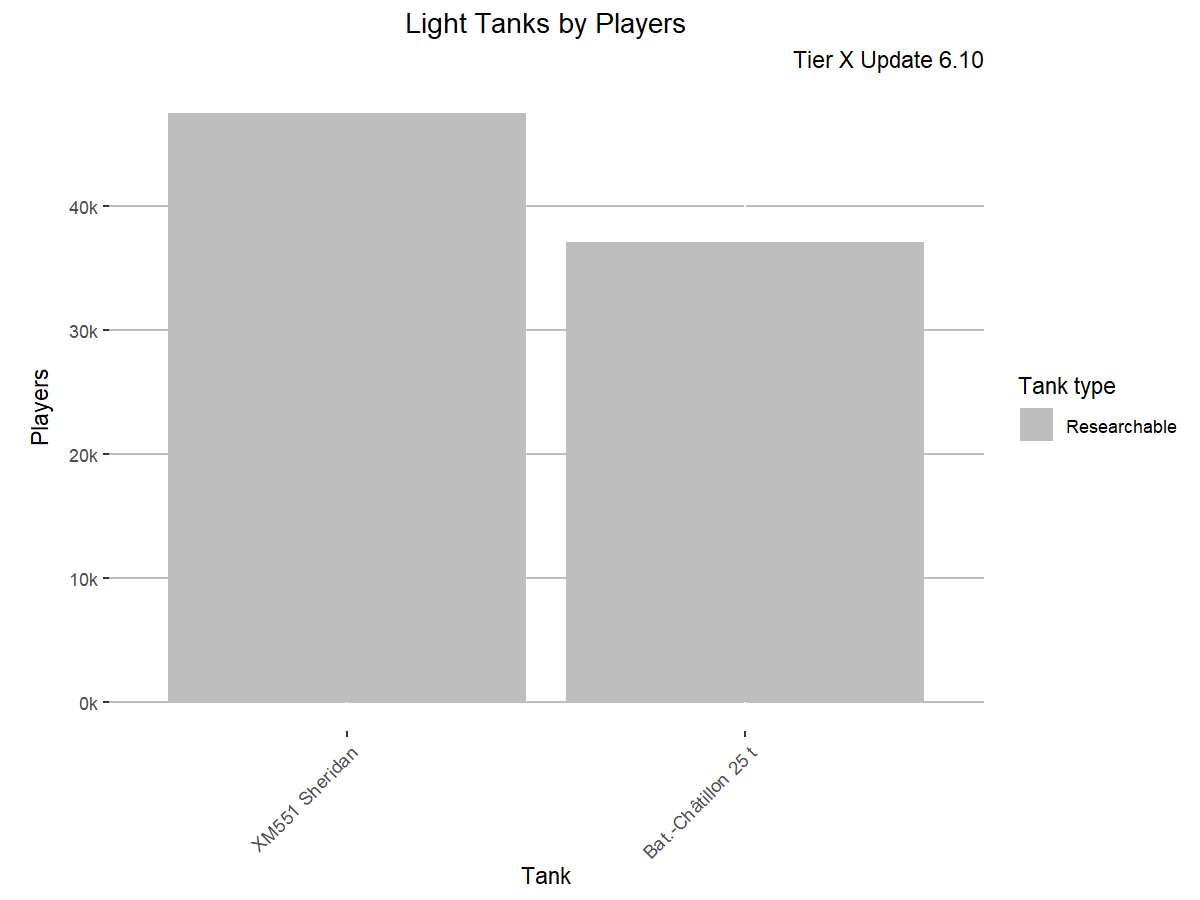 Light Tanks by Players
Tier X Update 6.10
Players
40k
30k
20k
10k
0k
XM551 Sheridan
Bat.-Châtillon 25 t
Tank
Tank type
Researchable